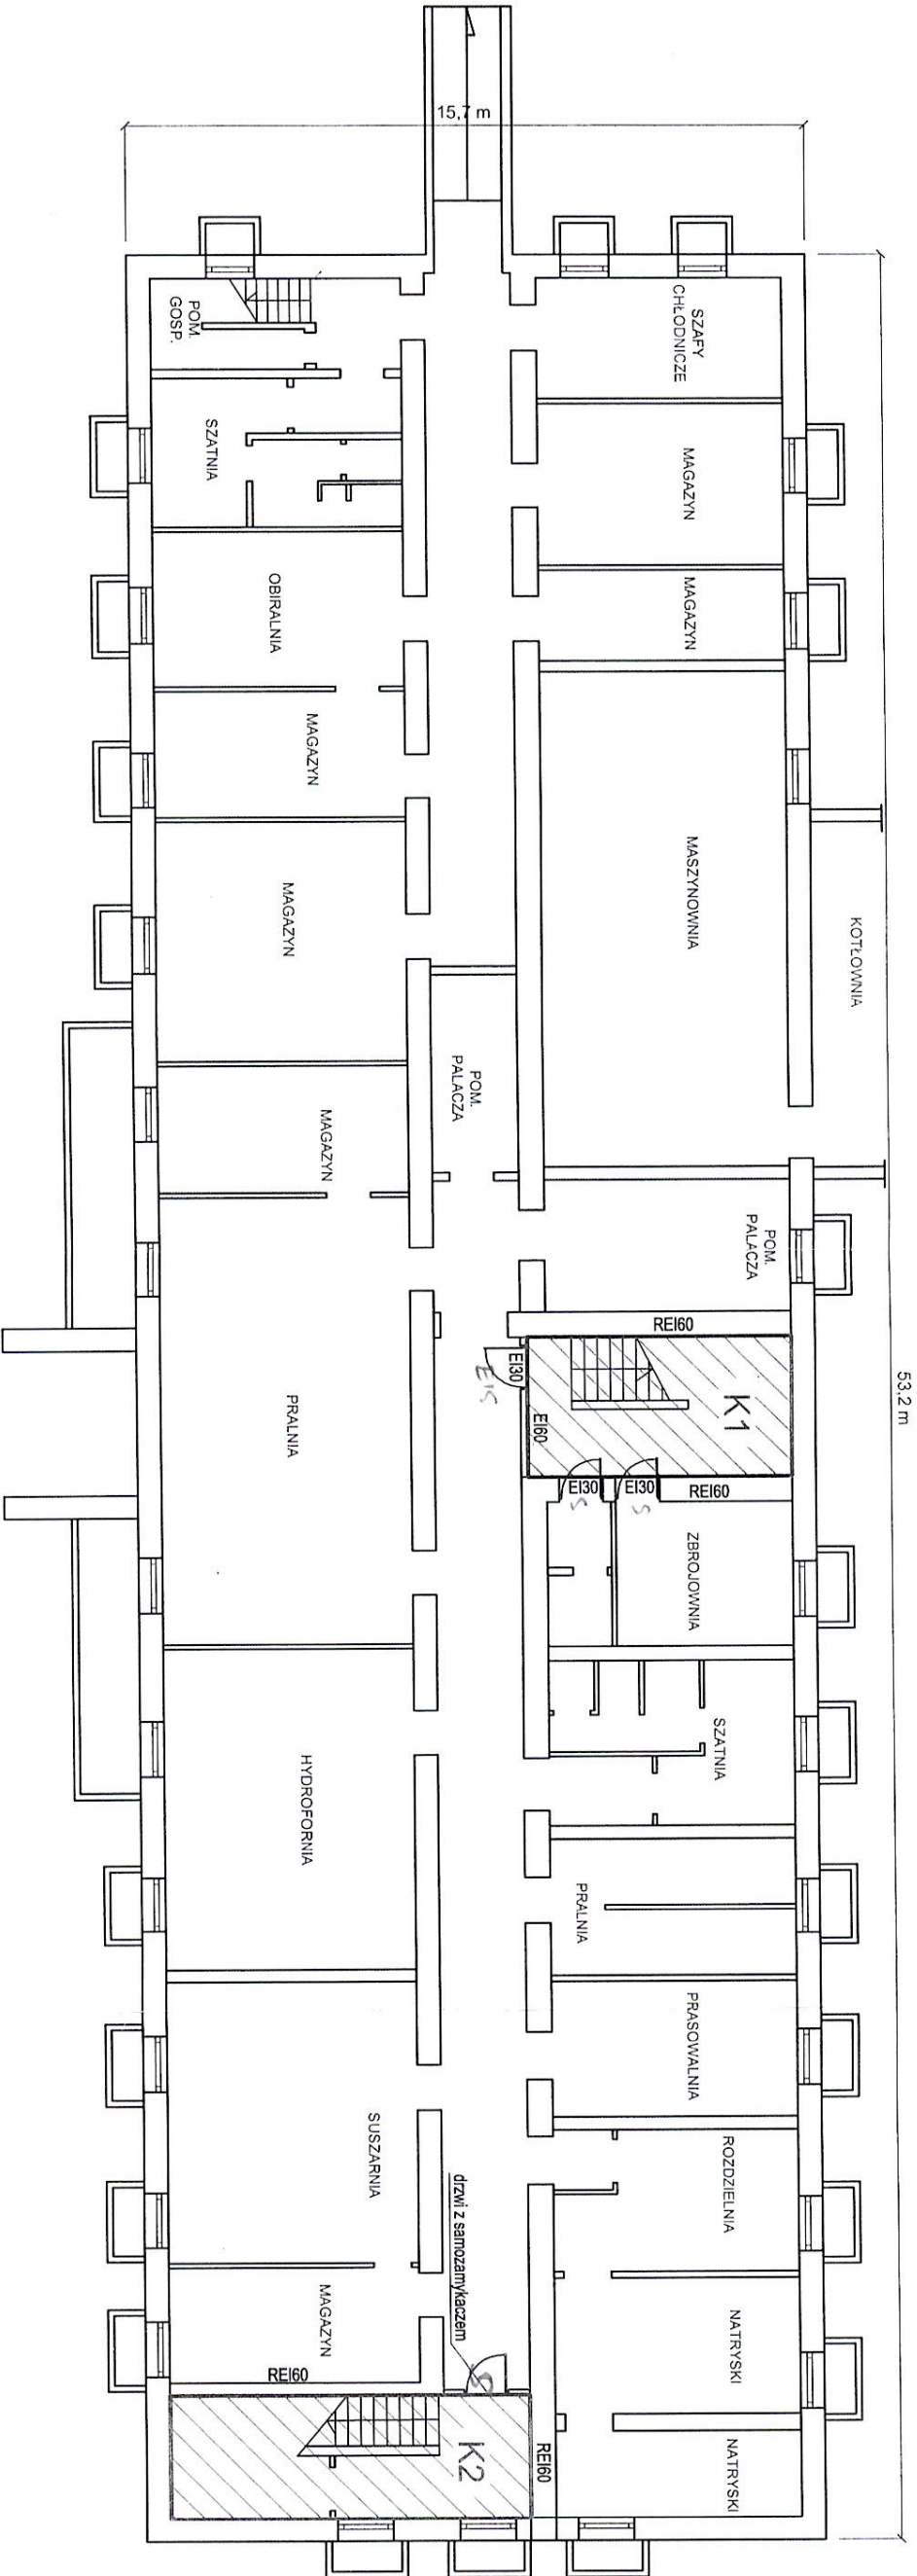 15,7 m
53,2 m
SZAFY
CHŁODNICZE
POM.
GOSP.
SZATNIA
MAGAZYN
OBIRALNIA
MAGAZYN
MAGAZYN
MASZYNOWNIA
KOTŁOWNIA
MAGAZYN
POM.
PALACZA
MAGAZYN
POM.
PALACZA
REI60
K1
EI30
EIS
EI60
EI30
S
EI30
S
REI60
PRALNIA
ZBROJOWNIA
SZATNIA
HYDROFORNIA
PRALNIA
PRASOWALNIA
SUSZARNIA
ROZDZIELNIA
drzwi z samozamykaczem
S
MAGAZYN
NATRYSKI
REI60
K2
REI60
NATRYSKI